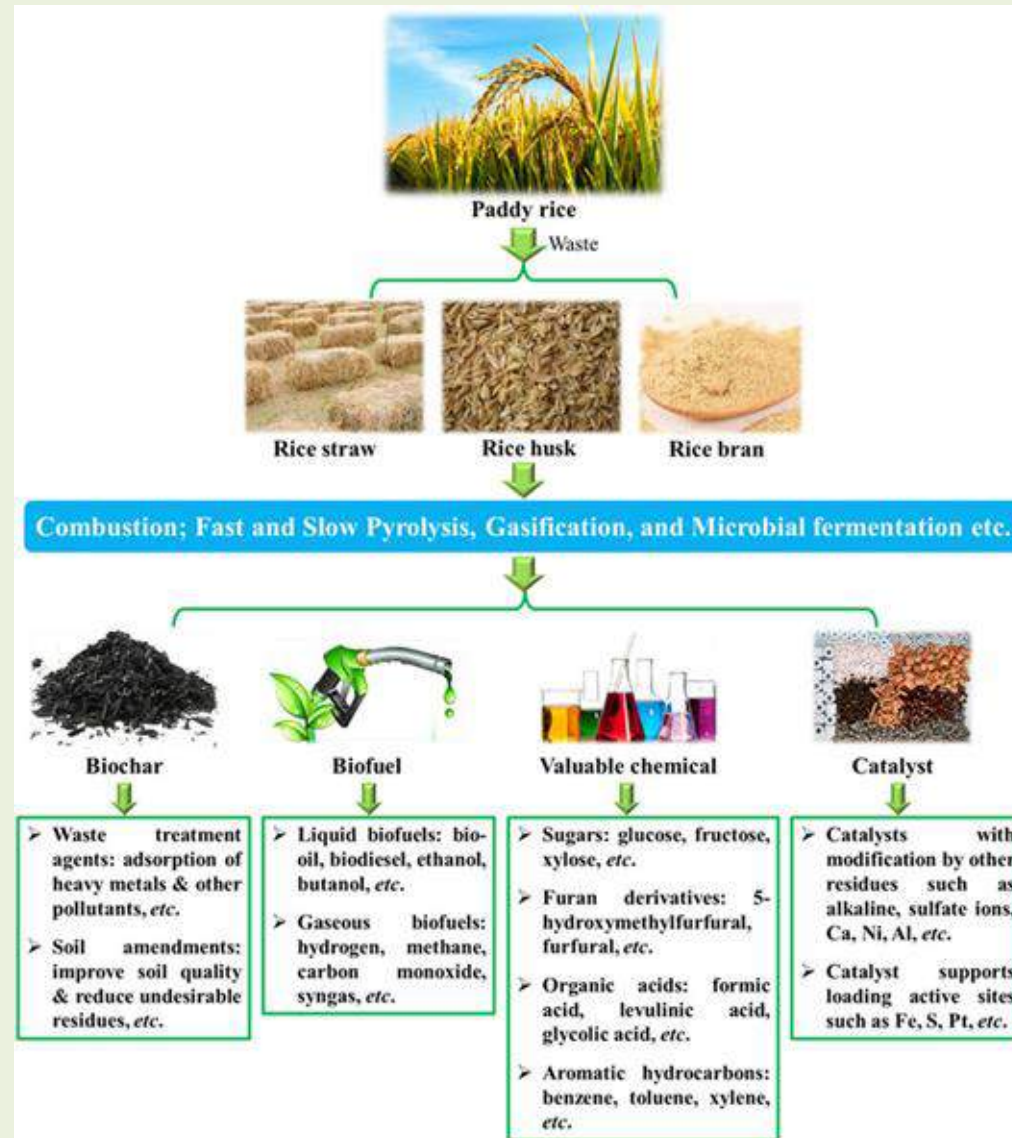 Paddy rice
Waste
Rice straw
Rice husk
Rice bran
Combustion; Fast and Slow Pyrolysis, Gasification, and Microbial fermentation etc.
Biochar
Biofuel
Valuable chemical
Catalyst
➢ Waste treatment
agents: adsorption of
heavy metals & other
pollutants, etc.
➢ Soil amendments:
improve soil quality
& reduce undesirable
residues, etc.
➢ Liquid biofuels: bio-
oil, biodiesel, ethanol,
butanol, etc.
➢ Gaseous biofuels:
hydrogen, methane,
carbon monoxide,
syngas, etc.
➢ Sugars: glucose, fructose,
xylose, etc.
➢ Furan derivatives: 5-
hydroxymethylfurfural,
furfural, etc.
➢ Organic acids: formic
acid, levulinic acid,
glycolic acid, etc.
➢ Aromatic hydrocarbons:
benzene, toluene, xylene,
etc.
➢ Catalysts with
modification by other
residues such as
alkaline, sulfate ions,
Ca, Ni, Al, etc.
➢ Catalyst supports
loading active sites
such as Fe, S, Pt, etc.